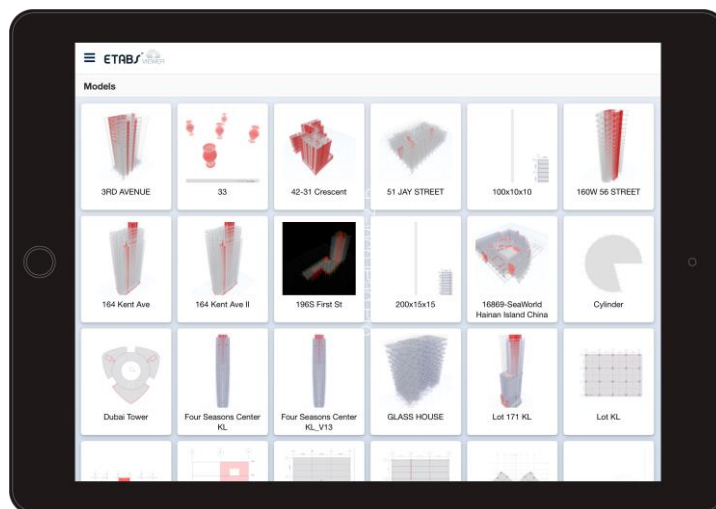 ETABS®
VIEWER
Models
3RD AVENUE
33
42-31 Crescent
51 JAY STREET
100x10x10
160W 56 STREET
164 Kent Ave
164 Kent Ave II
196S First St
200x15x15
16869-SeaWorld
Hainan Island China
Cylinder
Dubai Tower
Four Seasons Center
KL
Four Seasons Center
KL_V13
GLASS HOUSE
Lot 171 KL
Lot KL